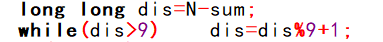 long long dis=N-sum;
while(dis>9)     dis=dis%9+1;